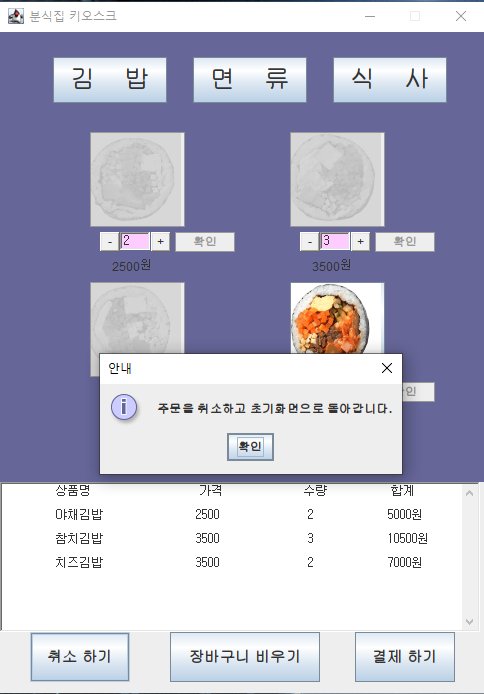 분식집 키오스크
김 밥 면 류 식 사
- 2 + 확인 - 3 + 확인
2500원 3500원
확인
안내
주문을 취소하고 초기화면으로 돌아갑니다.
확인
상품명 가격 수량 합계
야채김밥 2500 2 5000원
참치김밥 3500 3 10500원
치즈김밥 3500 2 7000원
취소 하기 장바구니 비우기 결제 하기